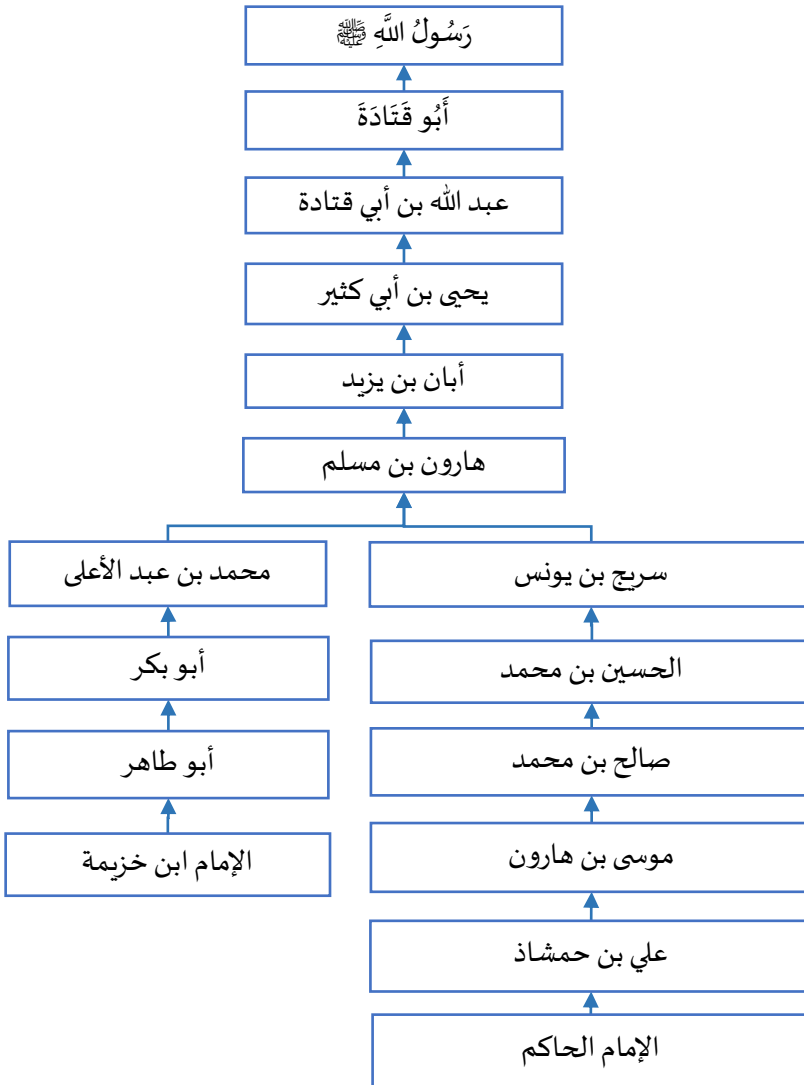 رَسُولُ اللَّهِ ﷺ
أَبُو قَتَادَةَ
عبد الله بن أبي قتادة
يحيى بن أبي كثير
أبان بن يزيد
هارون بن مسلم
سريج بن يونس
الحسين بن محمد
صالح بن محمد
موسى بن هارون
علي بن حمشاذ
الإمام الحاكم
محمد بن عبد الأعلى
أبو بكر
أبو طاهر
الإمام ابن خزيمة